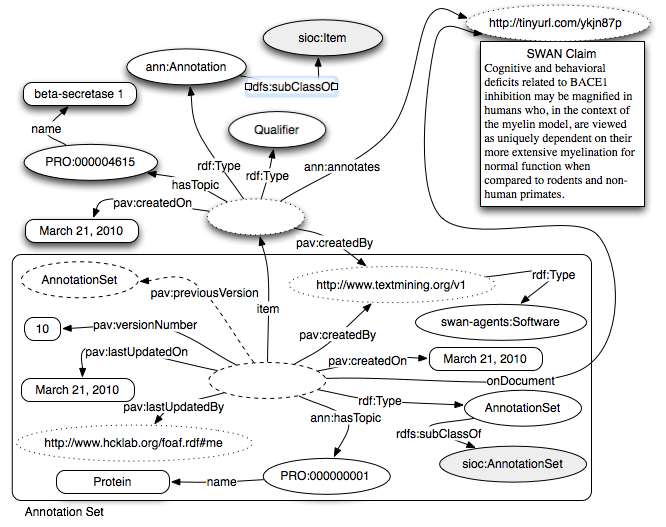 http://tinyurl.com/ykjn87p
sioc:Item
SWAN Claim
Cognitive and behavioral
deficits related to BACE1
inhibition may be magnified in
humans who, in the context of
the myelin model, are viewed
as uniquely dependent on their
more extensive myelination for
normal function when
compared to rodents and non-
human primates.
ann:Annotation
dfs:subClassOf
beta-secretase 1
name
Qualifier
PRO:000004615
rdf:Type
rdf:Type
ann:annotates
hasTopic
pav:createdOn
March 21, 2010
pav:createdBy
AnnotationSet
pav:previousVersion
http://www.textmining.org/v1
rdf:Type
item
10
pav:versionNumber
pav:createdBy
swan-agents:Software
pav:lastUpdatedOn
pav:createdOn
March 21, 2010
March 21, 2010
onDocument
pav:lastUpdatedBy
rdf:Type
AnnotationSet
ann:hasTopic
rdfs:subClassOf
http://www.hcklab.org/foaf.rdf#me
sioc:AnnotationSet
Protein
name
PRO:000000001
Annotation Set